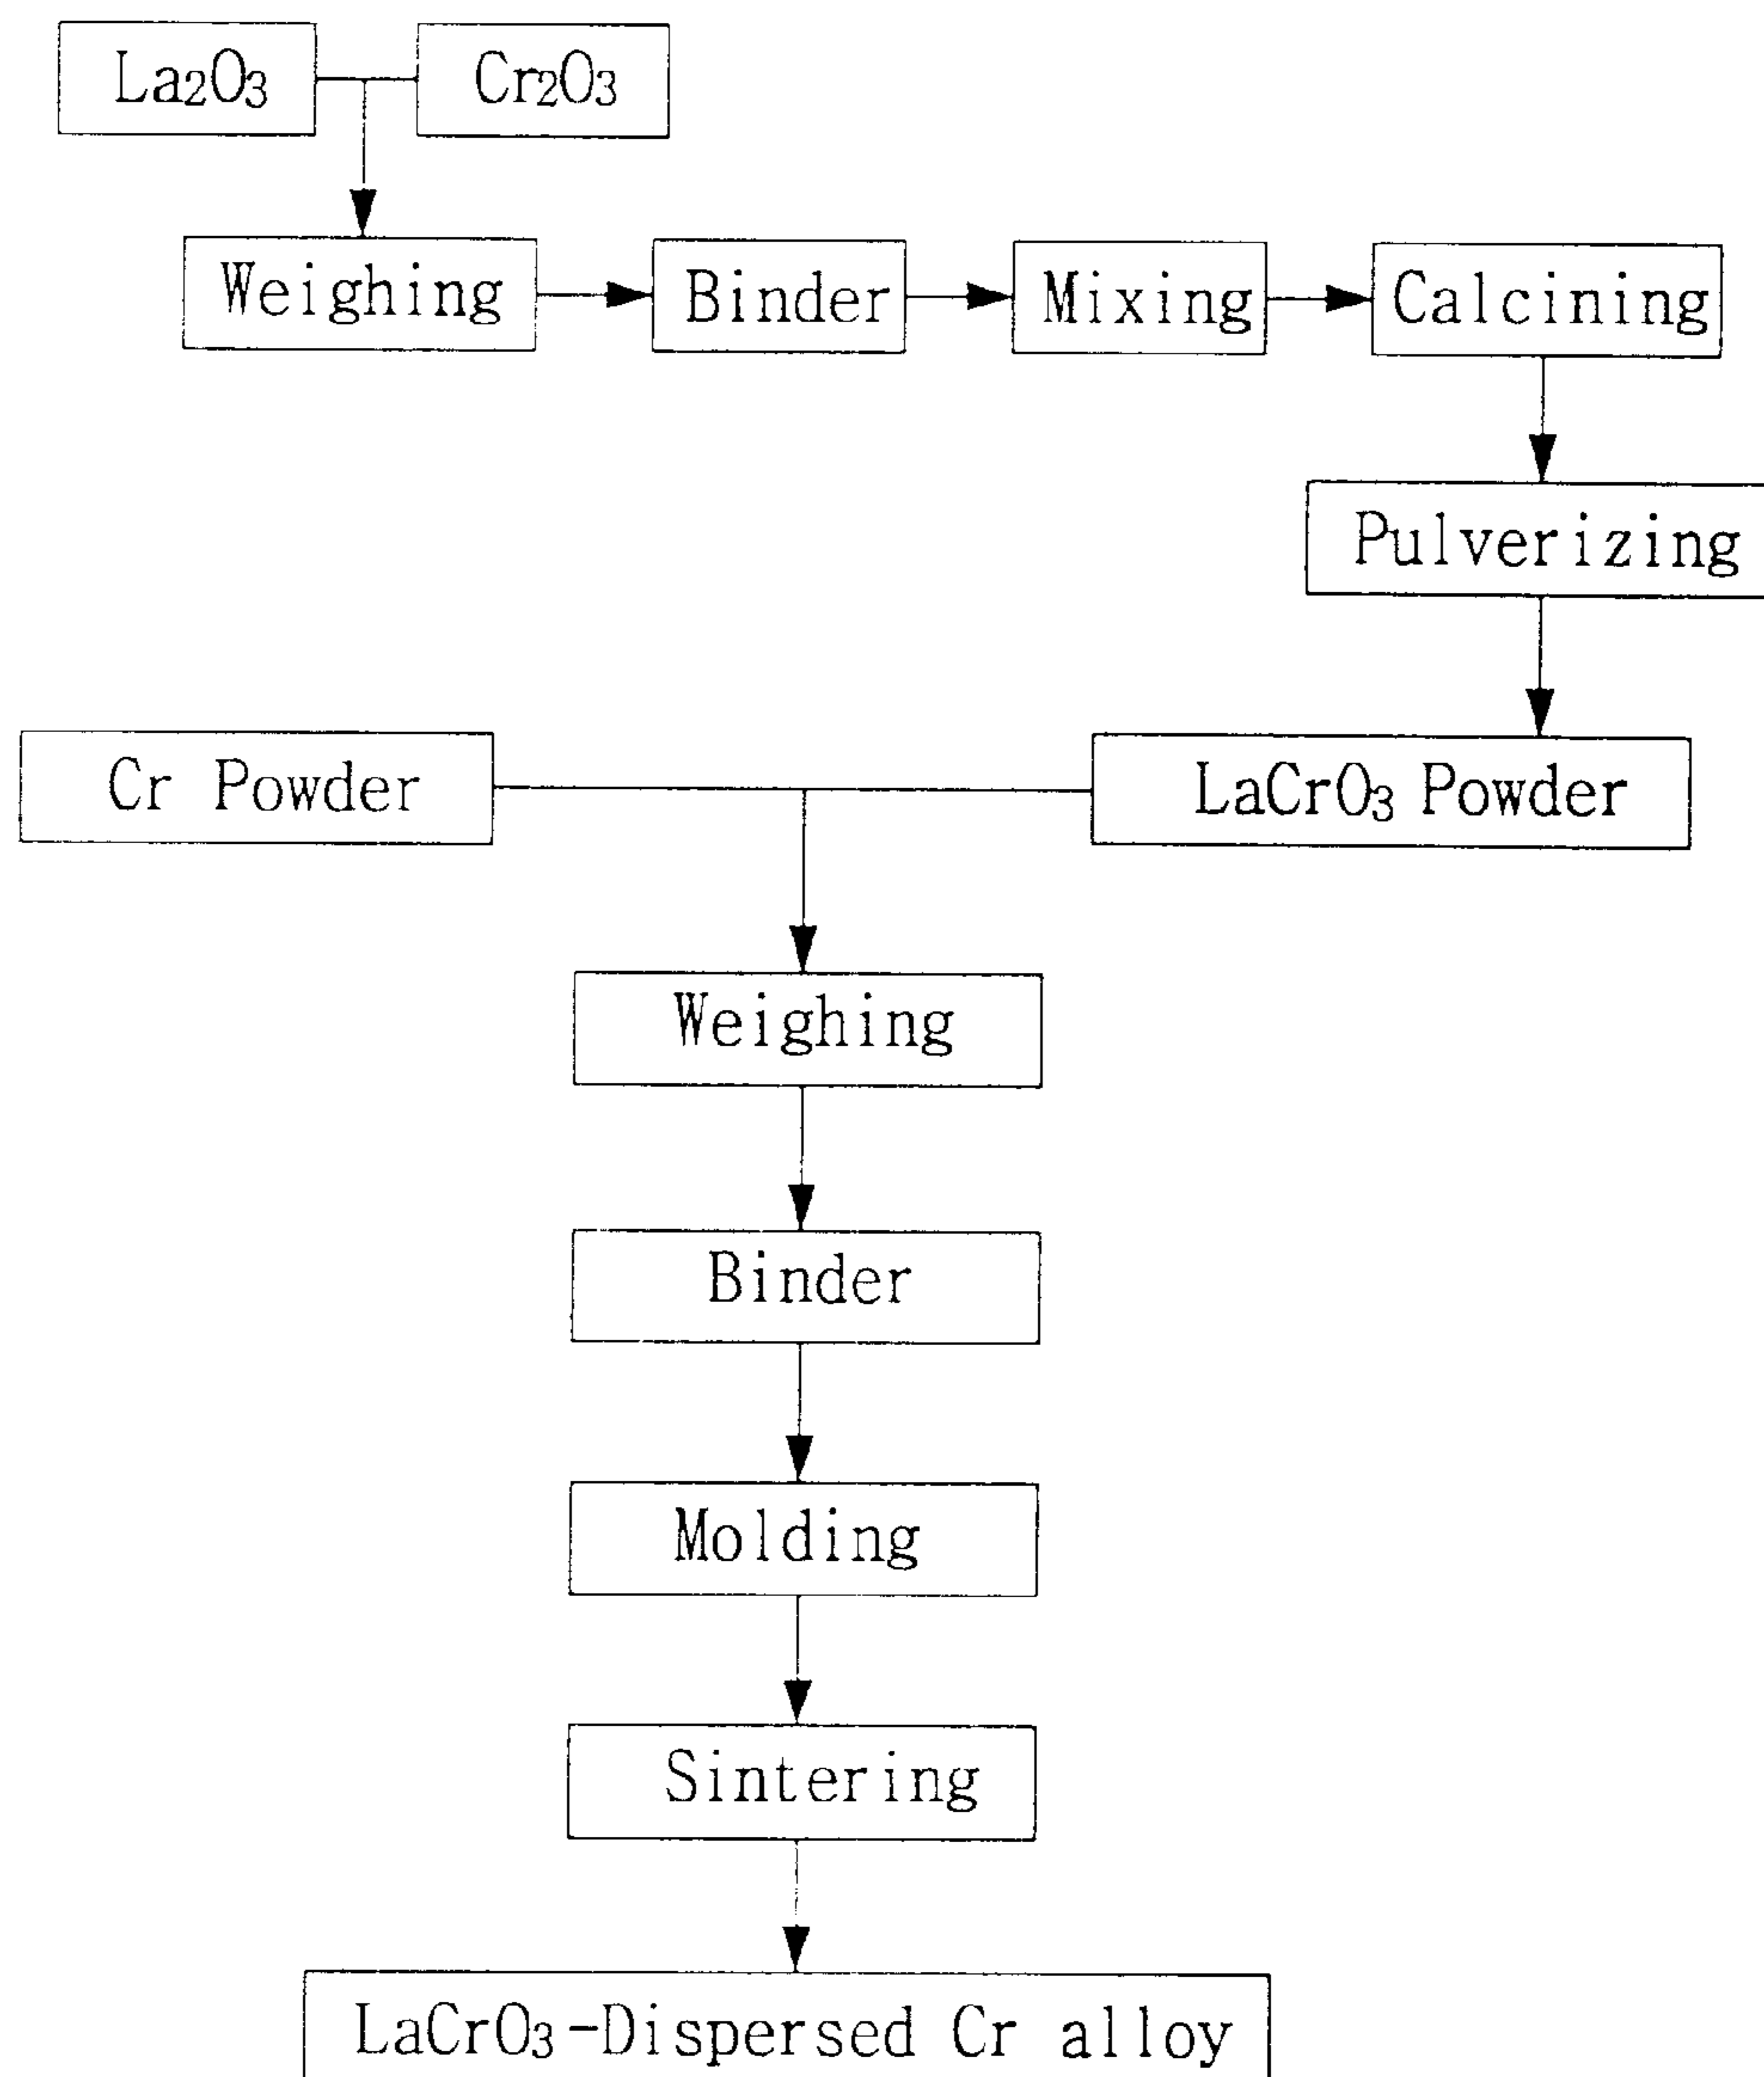 La₂O₃
Cr₂O₃
Weighing
Binder
Mixing
Calcining
Pulverizing
Cr Powder
LaCrO₃ Powder
Weighing
Binder
Molding
Sintering
LaCrO₃-Dispersed Cr alloy